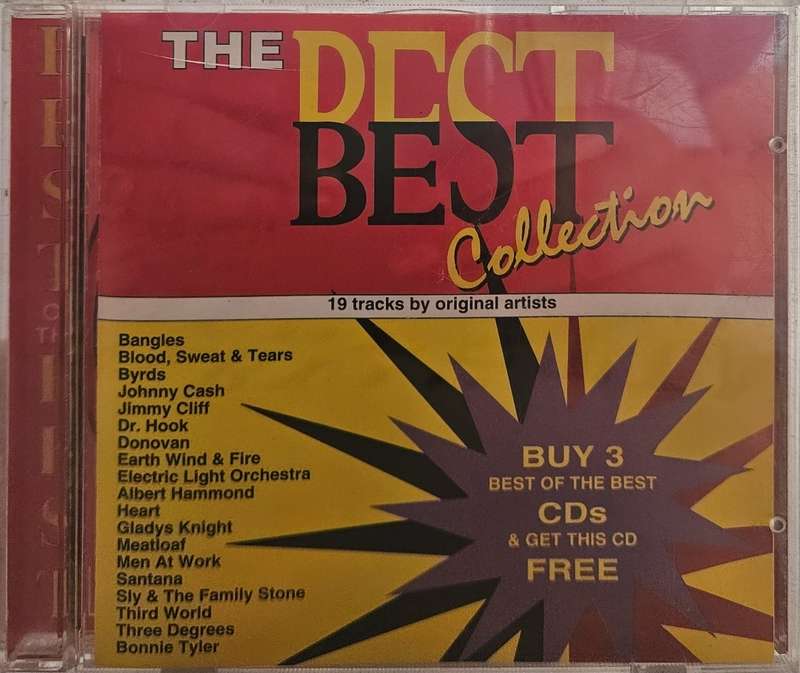 THE BEST
BEST
Collection
19 tracks by original artists
Bangles
Blood, Sweat & Tears
Byrds
Johnny Cash
Jimmy Cliff
Dr. Hook
Donovan
Earth Wind & Fire
Electric Light Orchestra
Albert Hammond
Heart
Gladys Knight
Meatloaf
Men At Work
Santana
Sly & The Family Stone
Third World
Three Degrees
Bonnie Tyler
BUY 3
BEST OF THE BEST
CDs
& GET THIS CD
FREE